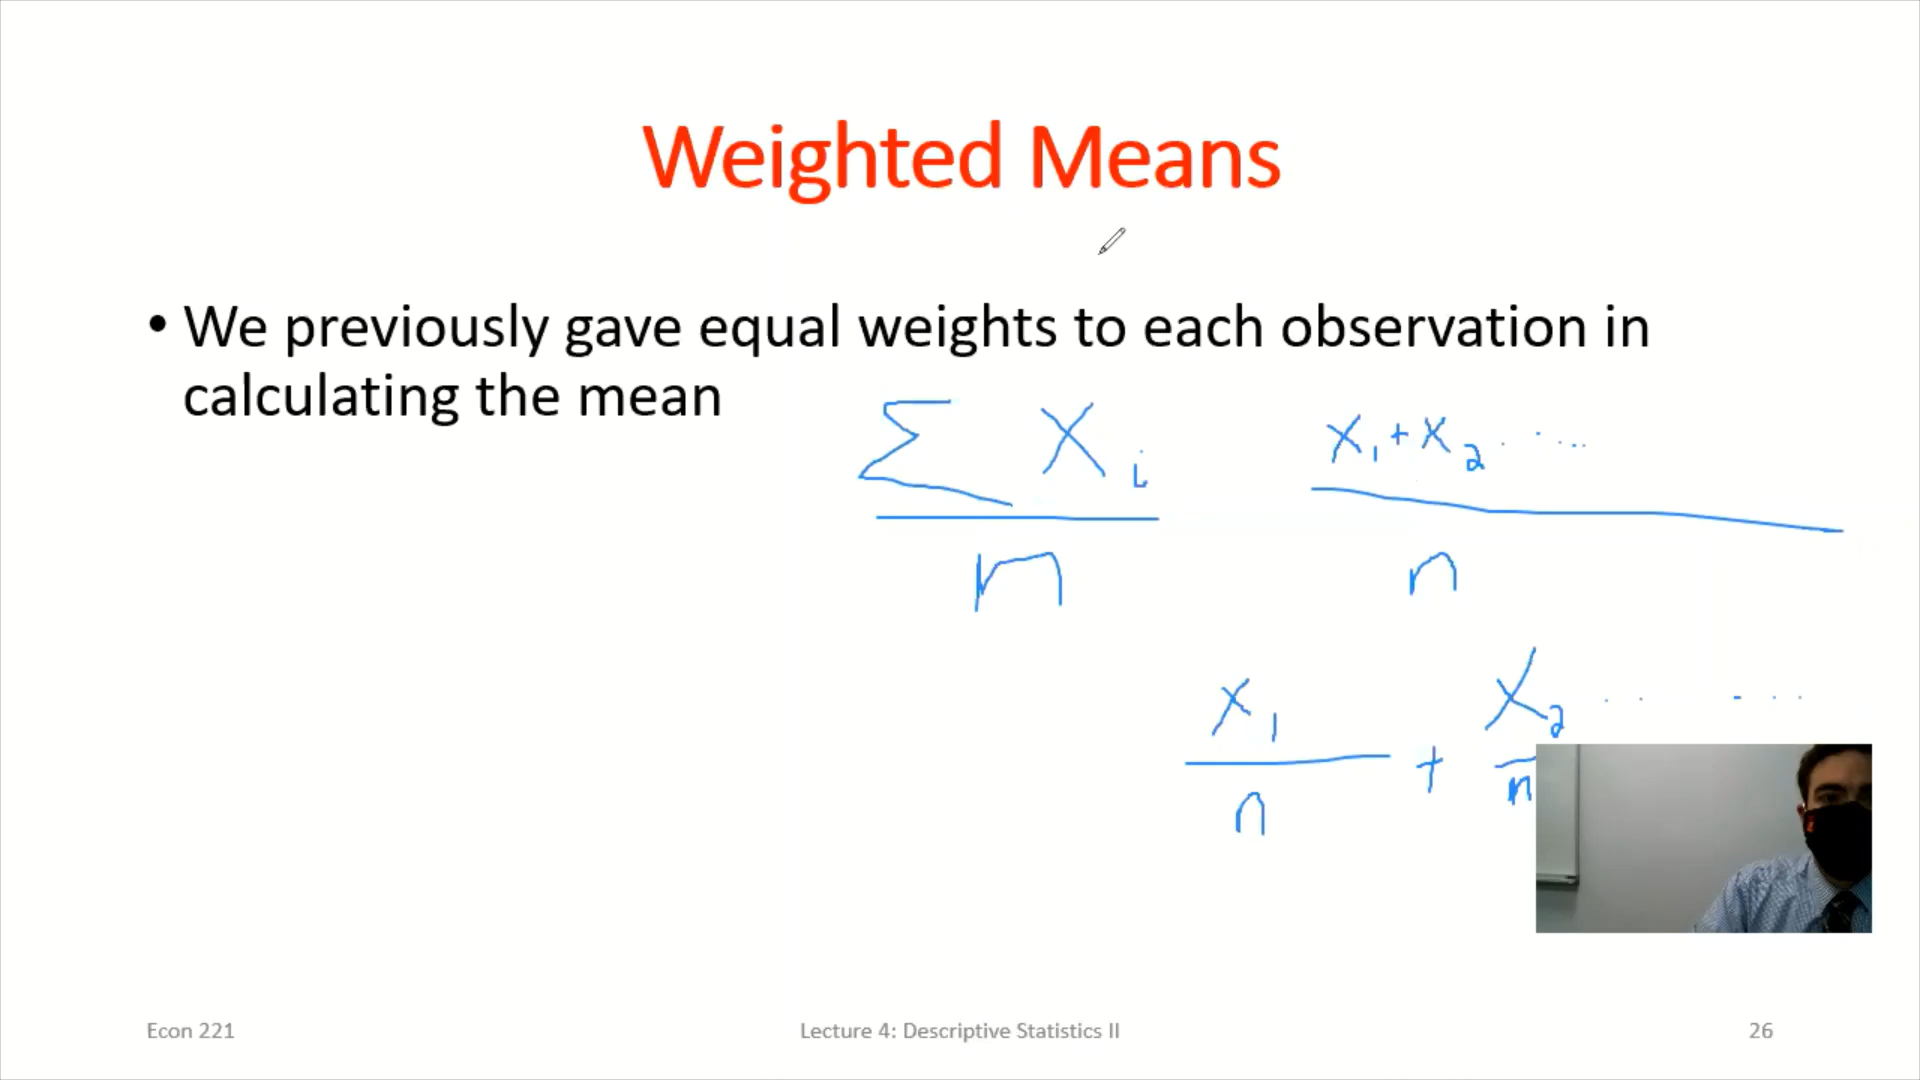 Weighted Means
• We previously gave equal weights to each observation in
calculating the mean
Σ Xi
n
X1 + X2 . . . . .
n
X1
n
+
X2 . . . . .
n
Econ 221
Lecture 4: Descriptive Statistics II
26